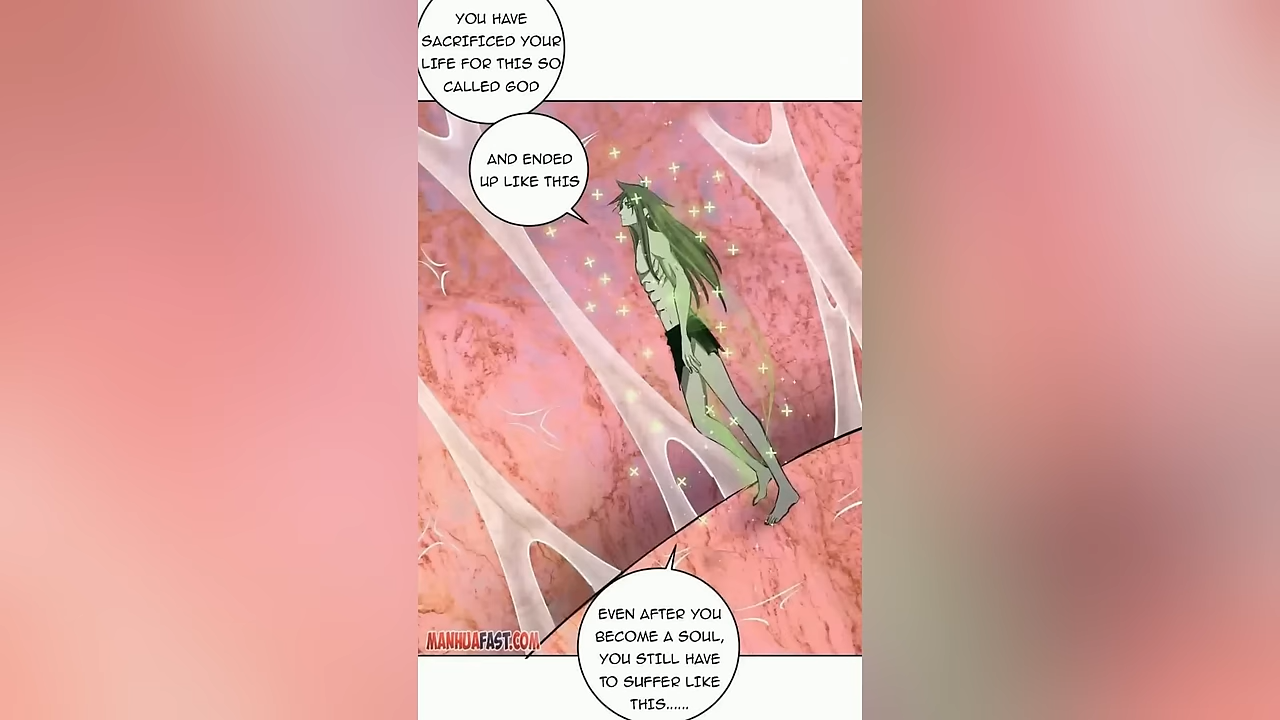 YOU HAVE
SACRIFICED YOUR
LIFE FOR THIS SO
CALLED GOD
AND ENDED
UP LIKE THIS
MANHUAFAST.COM
EVEN AFTER YOU
BECOME A SOUL,
YOU STILL HAVE
TO SUFFER LIKE
THIS......